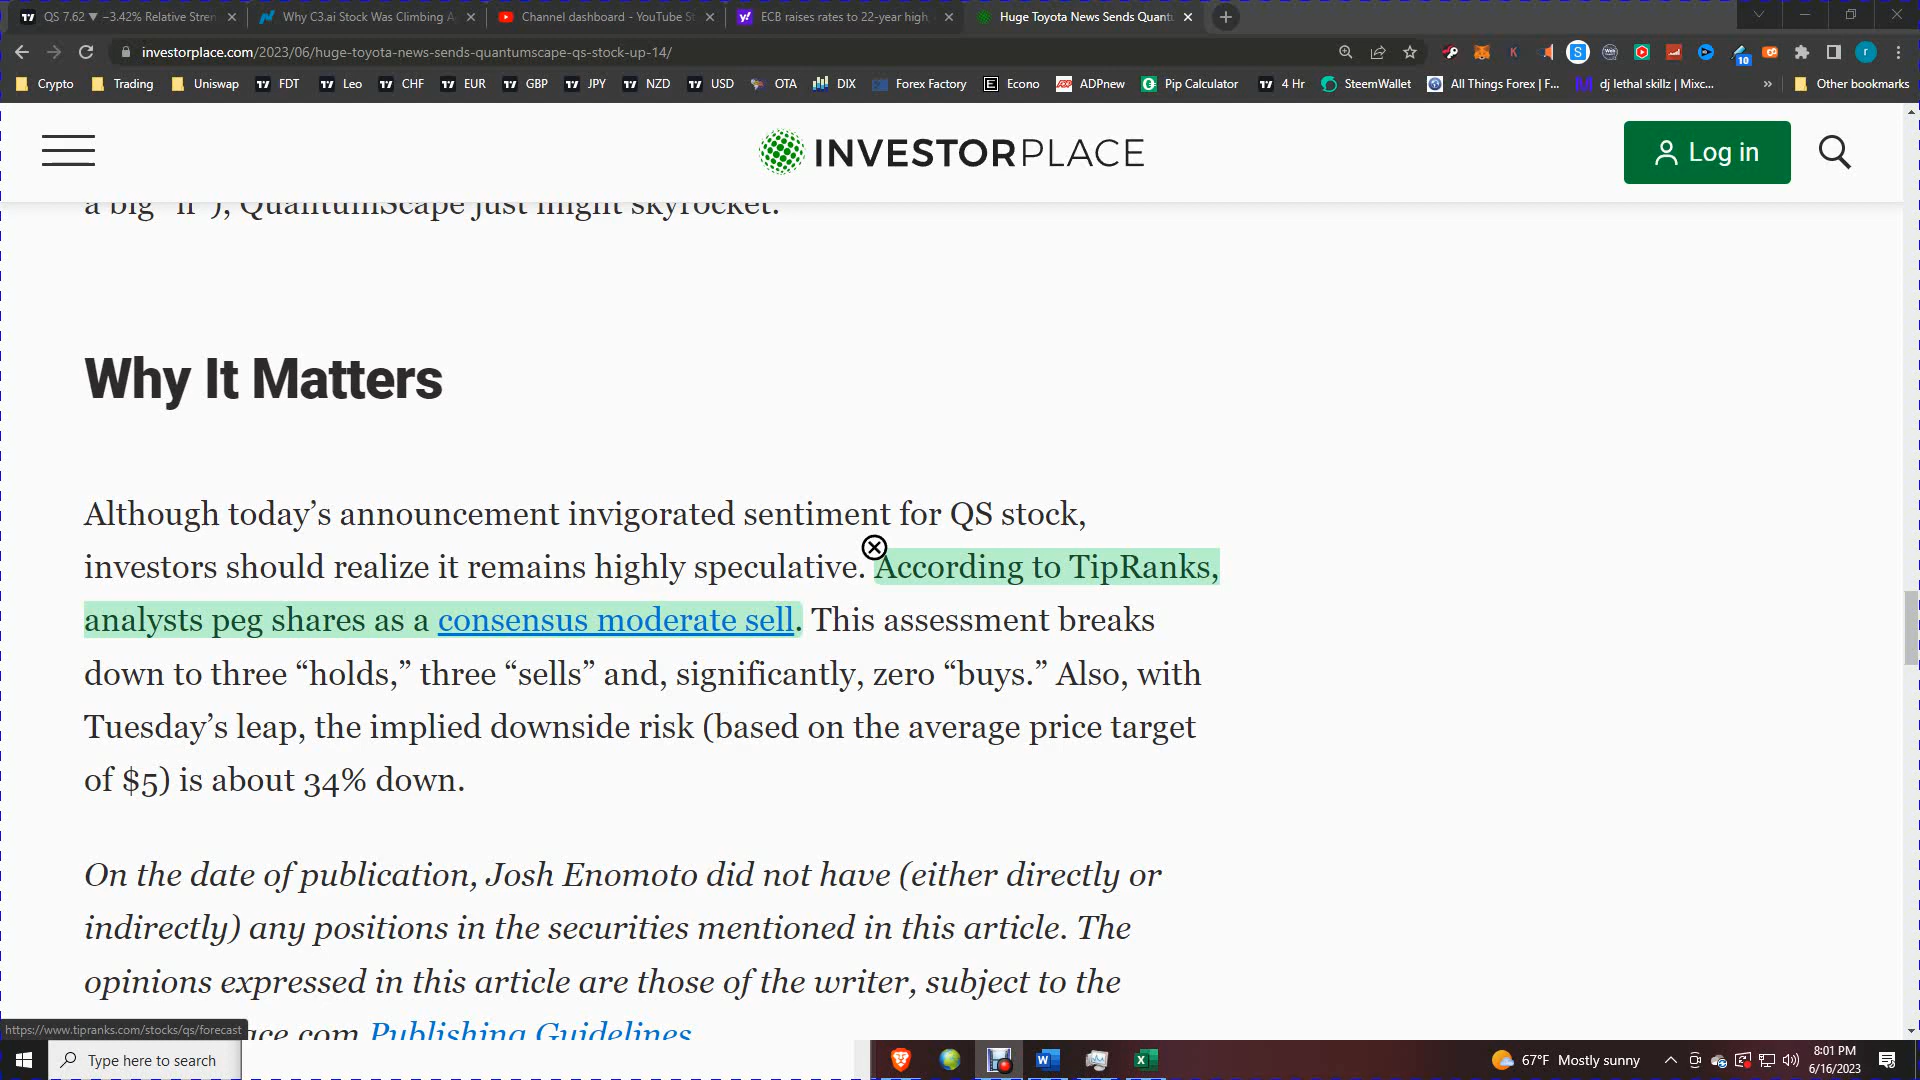 QS 7.62 ▼ −3.42% Relative Stren
Why C3.ai Stock Was Climbing A
Channel dashboard - YouTube St
ECB raises rates to 22-year high
Huge Toyota News Sends Quant
investorplace.com/2023/06/huge-toyota-news-sends-quantumscape-qs-stock-up-14/
10
r
Crypto Trading Uniswap FDT Leo CHF EUR GBP JPY NZD USD OTA DIX Forex Factory Econo ADPnew Pip Calculator 4 Hr SteemWallet All Things Forex | F... dj lethal skillz | Mixc... » Other bookmarks
INVESTORPLACE
Log in
a big "if"), QuantumScape just might skyrocket.
Why It Matters
Although today’s announcement invigorated sentiment for QS stock,
investors should realize it remains highly speculative. According to TipRanks,
analysts peg shares as a consensus moderate sell. This assessment breaks
down to three “holds,” three “sells” and, significantly, zero “buys.” Also, with
Tuesday’s leap, the implied downside risk (based on the average price target
of $5) is about 34% down.
On the date of publication, Josh Enomoto did not have (either directly or
indirectly) any positions in the securities mentioned in this article. The
opinions expressed in this article are those of the writer, subject to the
ace.com Publishing Guidelines
https://www.tipranks.com/stocks/qs/forecast
Type here to search
67°F Mostly sunny
8:01 PM
6/16/2023